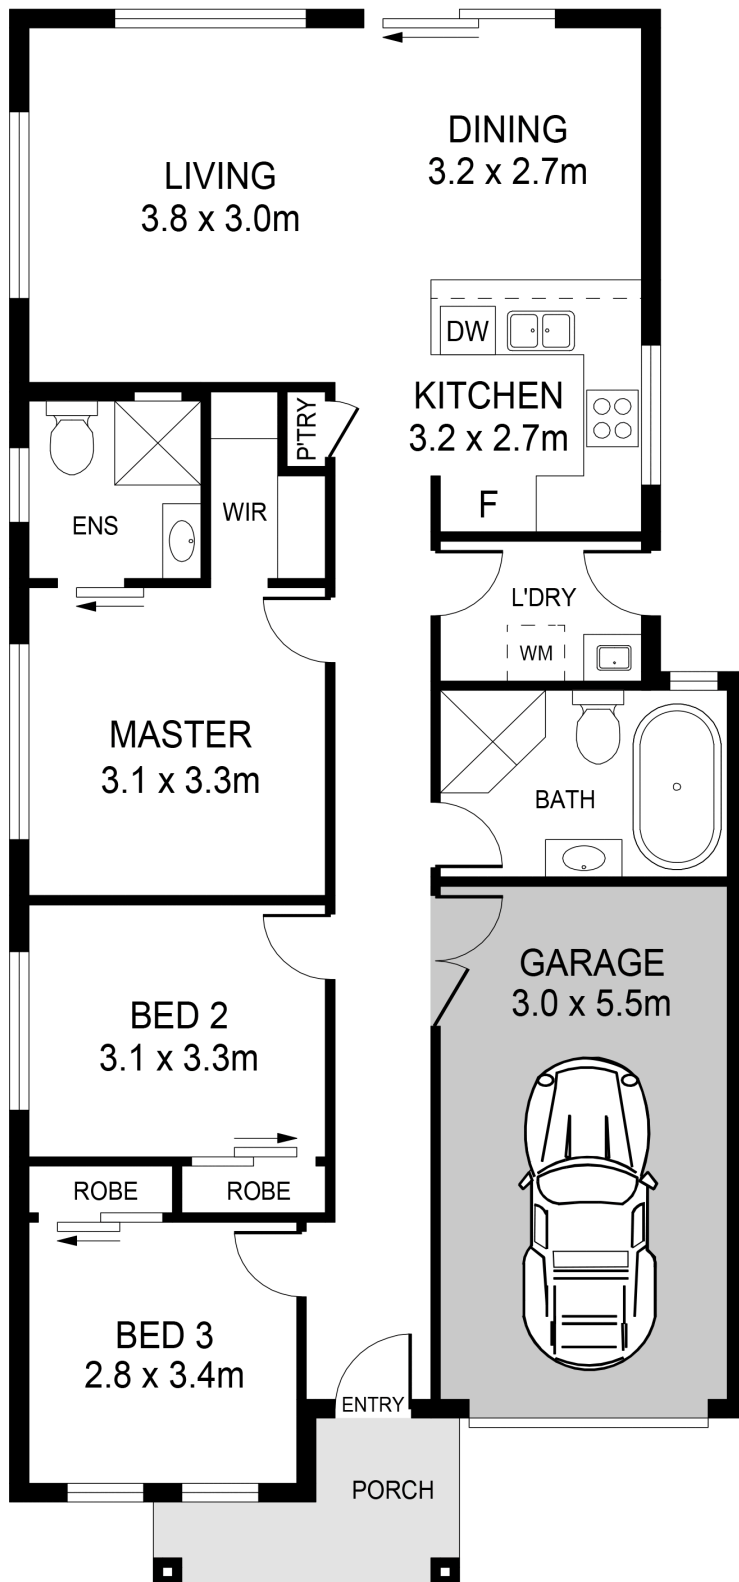 DINING
3.2 x 2.7m
LIVING
3.8 x 3.0m
DW
KITCHEN
3.2 x 2.7m
P'TRY
F
ENS
WIR
L'DRY
WM
MASTER
3.1 x 3.3m
BATH
GARAGE
3.0 x 5.5m
BED 2
3.1 x 3.3m
ROBE
ROBE
BED 3
2.8 x 3.4m
ENTRY
PORCH